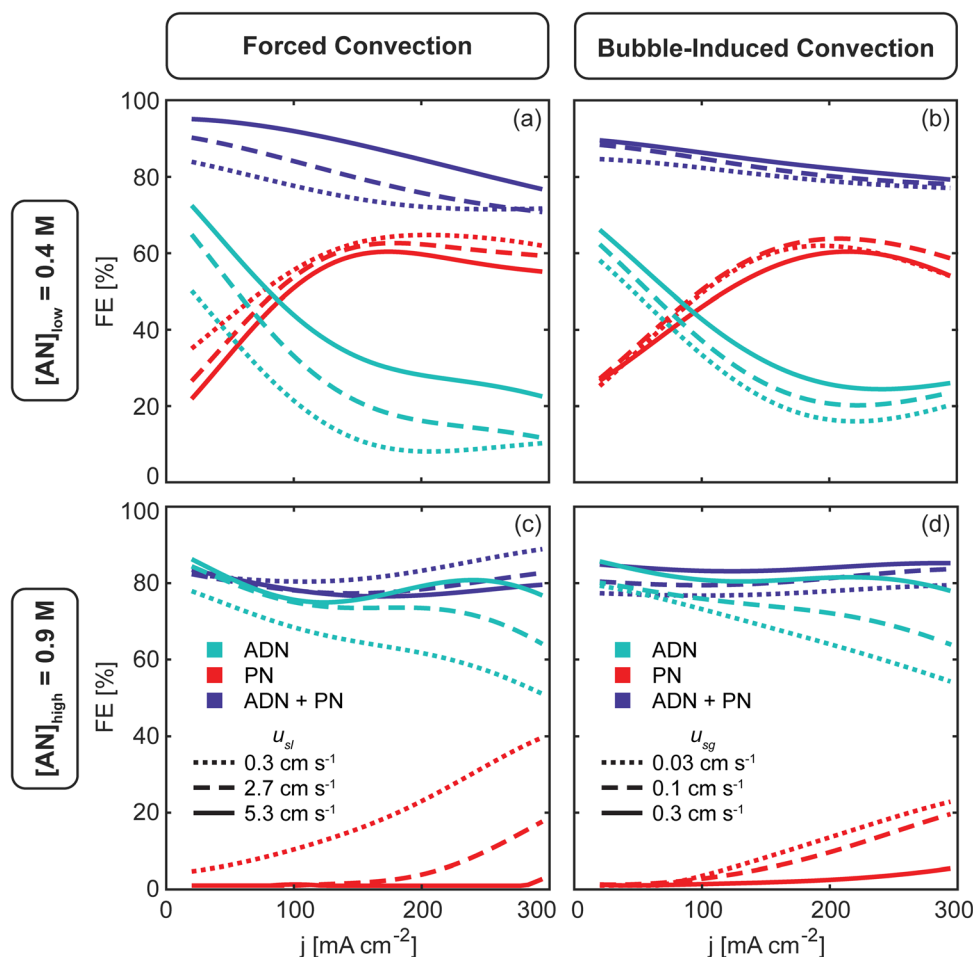 Forced Convection
Bubble-Induced Convection
[AN]low = 0.4 M
FE [%]
100
80
60
40
20
0
(a)
(b)
[AN]high = 0.9 M
FE [%]
100
80
60
40
20
0
(c)
ADN
PN
ADN + PN
usl
0.3 cm s⁻¹
2.7 cm s⁻¹
5.3 cm s⁻¹
(d)
ADN
PN
ADN + PN
usg
0.03 cm s⁻¹
0.1 cm s⁻¹
0.3 cm s⁻¹
0 100 200 300
0 100 200 300
j [mA cm⁻²]
j [mA cm⁻²]